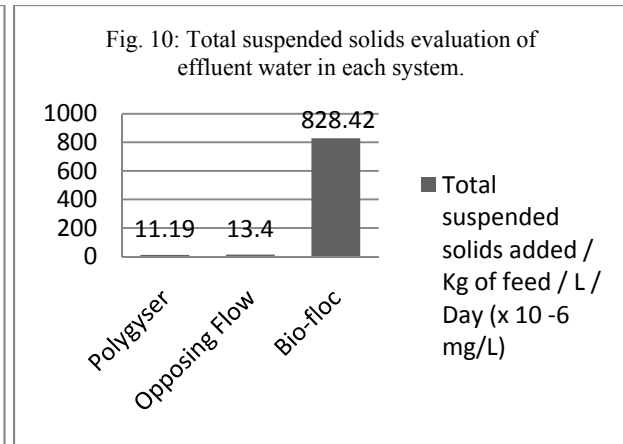 Fig. 10: Total suspended solids evaluation of
effluent water in each system.
1000
800
600
400
200
0
11.19
13.4
828.42
Polygyser
Opposing Flow
Bio-floc
Total
suspended
solids added /
Kg of feed / L /
Day (x 10 -6
mg/L)